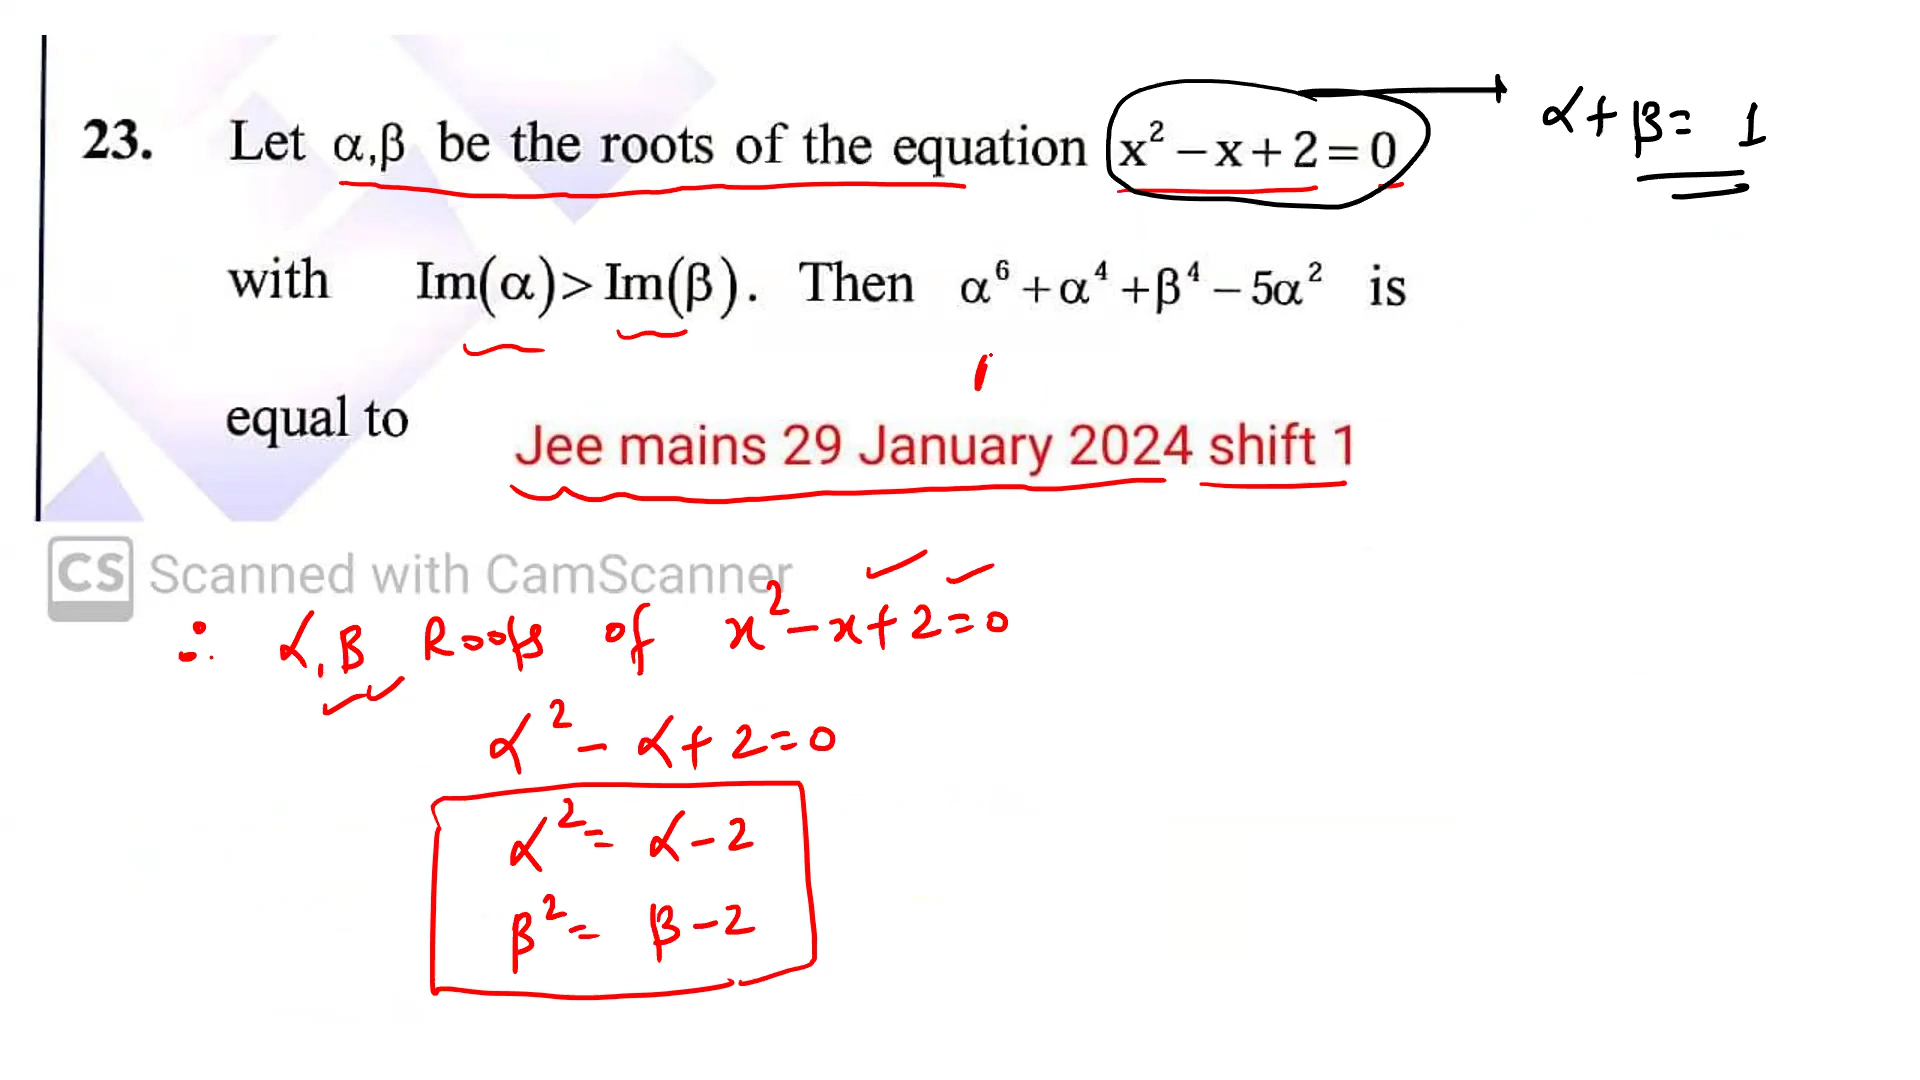 23. Let α,β be the roots of the equation x² – x + 2 = 0 → α + β = 1
with Im(α) > Im(β). Then α⁶ + α⁴ + β⁴ – 5α² is
equal to
Jee mains 29 January 2024 shift 1
CS Scanned with CamScanner
∴ α, β Roots of x² – x + 2 = 0
α² – α + 2 = 0
α² = α – 2
β² = β – 2